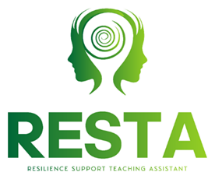 RESTA
RESILIENCE SUPPORT TEACHING ASSISTANT